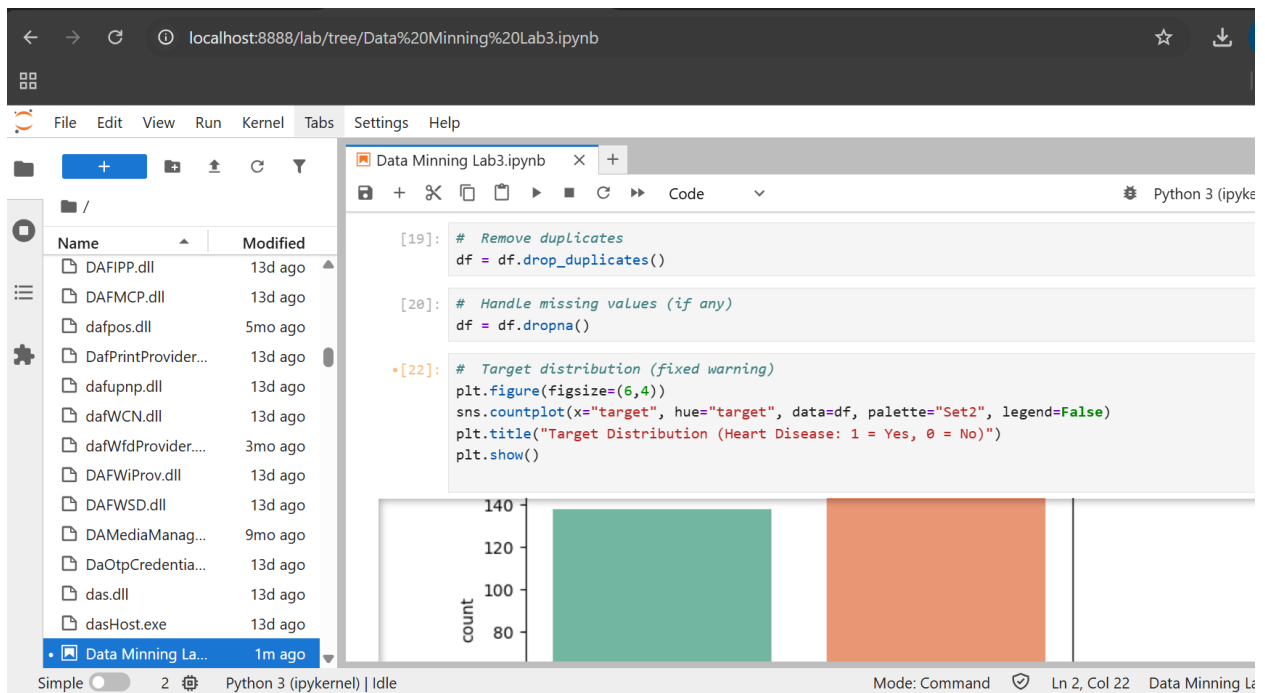 localhost:8888/lab/tree/Data%20Minning%20Lab3.ipynb
File Edit View Run Kernel Tabs Settings Help
+
/
Name Modified
DAFIPP.dll 13d ago
DAFMCP.dll 13d ago
dafpos.dll 5mo ago
DafPrintProvider... 13d ago
dafupnp.dll 13d ago
dafWCN.dll 13d ago
dafWfdProvider.... 3mo ago
DAFWiProv.dll 13d ago
DAFWSD.dll 13d ago
DAMediaManag... 9mo ago
DaOtpCredentia... 13d ago
das.dll 13d ago
dasHost.exe 13d ago
• Data Minning La... 1m ago
Data Minning Lab3.ipynb × +
Code Python 3 (ipyke
[19]: # Remove duplicates
df = df.drop_duplicates()
[20]: # Handle missing values (if any)
df = df.dropna()
•[22]: # Target distribution (fixed warning)
plt.figure(figsize=(6,4))
sns.countplot(x="target", hue="target", data=df, palette="Set2", legend=False)
plt.title("Target Distribution (Heart Disease: 1 = Yes, 0 = No)")
plt.show()
140
120
100
80
count
Simple 2 Python 3 (ipykernel) | Idle Mode: Command Ln 2, Col 22 Data Minning La